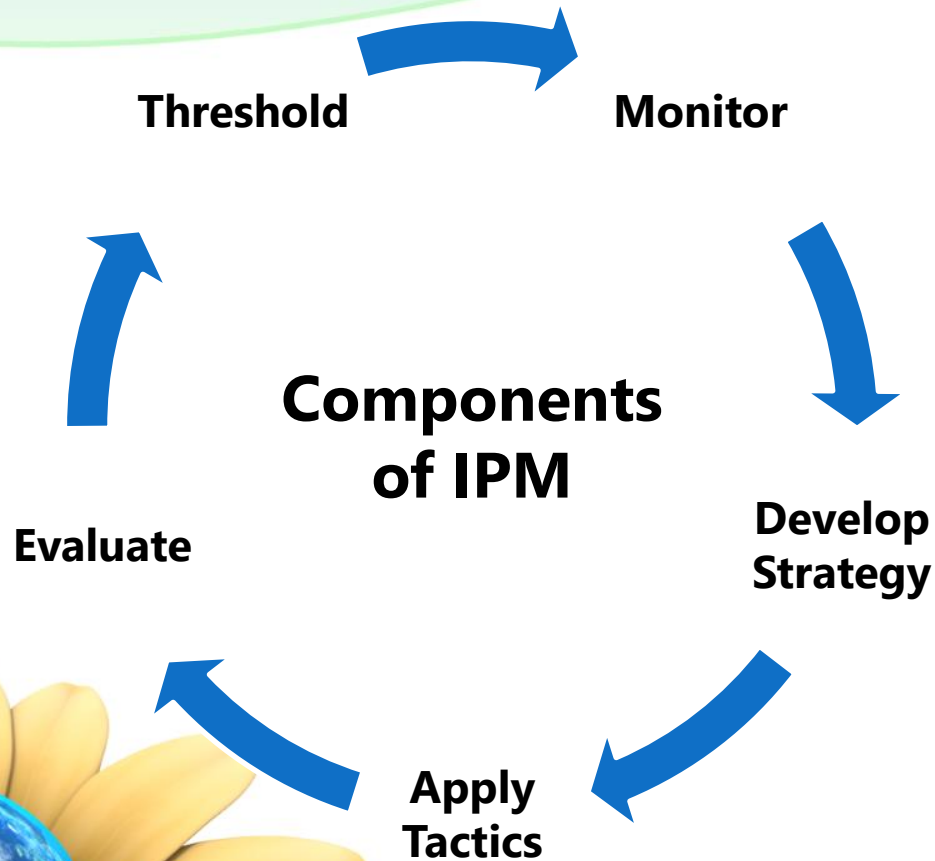 Threshold
Monitor
Components
of IPM
Develop
Strategy
Evaluate
Apply
Tactics